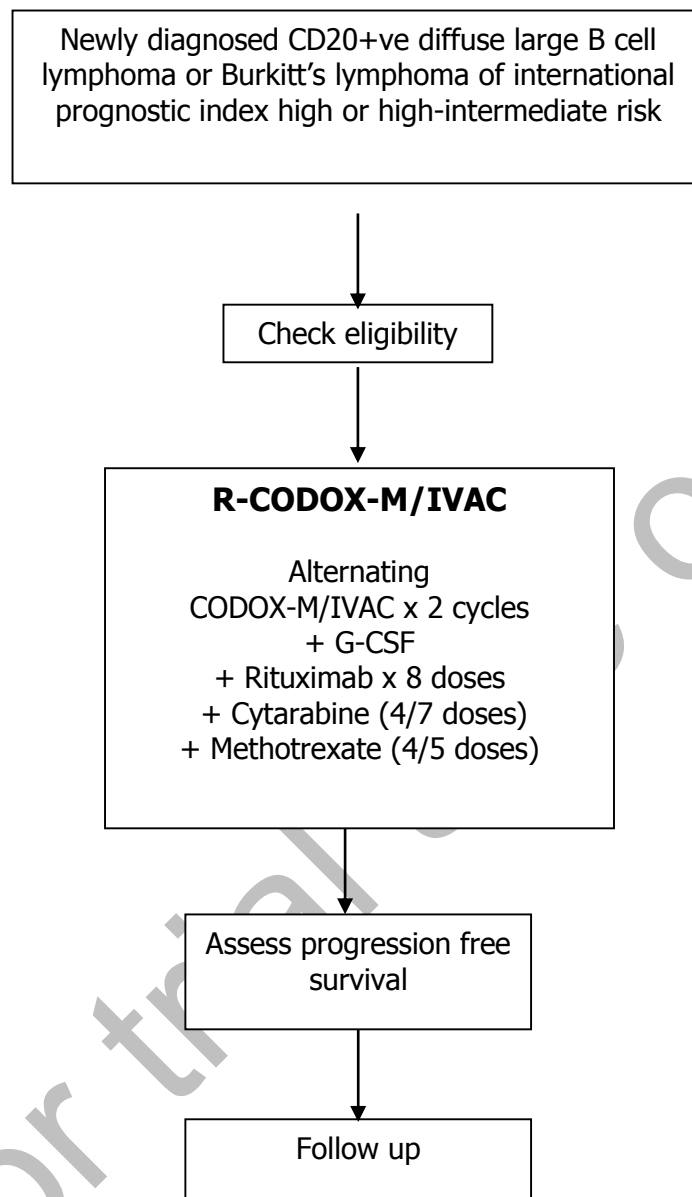 Newly diagnosed CD20+ve diffuse large B cell
lymphoma or Burkitt’s lymphoma of international
prognostic index high or high-intermediate risk
Check eligibility
R-CODOX-M/IVAC
Alternating
CODOX-M/IVAC x 2 cycles
+ G-CSF
+ Rituximab x 8 doses
+ Cytarabine (4/7 doses)
+ Methotrexate (4/5 doses)
Assess progression free
survival
Follow up